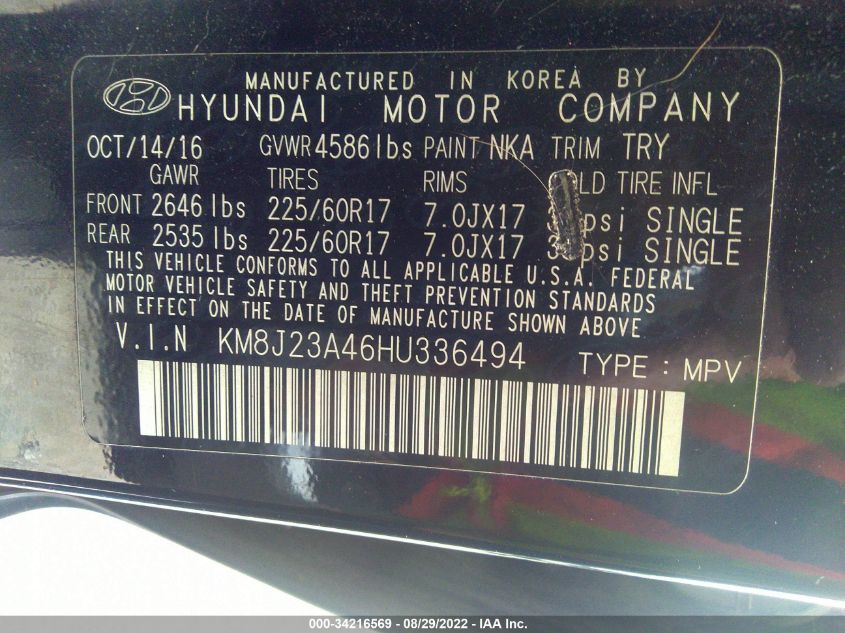 MANUFACTURED IN KOREA BY
HYUNDAI MOTOR COMPANY
OCT/14/16 GVWR 4586 lbs PAINT NKA TRIM TRY
GAWR TIRES RIMS TIRE INFL
FRONT 2646 lbs 225/60R17 7.0JX17 SINGLE
REAR 2535 lbs 225/60R17 7.0JX17 SINGLE
THIS VEHICLE CONFORMS TO ALL APPLICABLE U.S.A. FEDERAL
MOTOR VEHICLE SAFETY AND THEFT PREVENTION STANDARDS
IN EFFECT ON THE DATE OF MANUFACTURE SHOWN ABOVE.
V.I.N KM8J23A46HU336494 TYPE : MPV
000-34216569 | 08/29/2022 - IAA Inc.